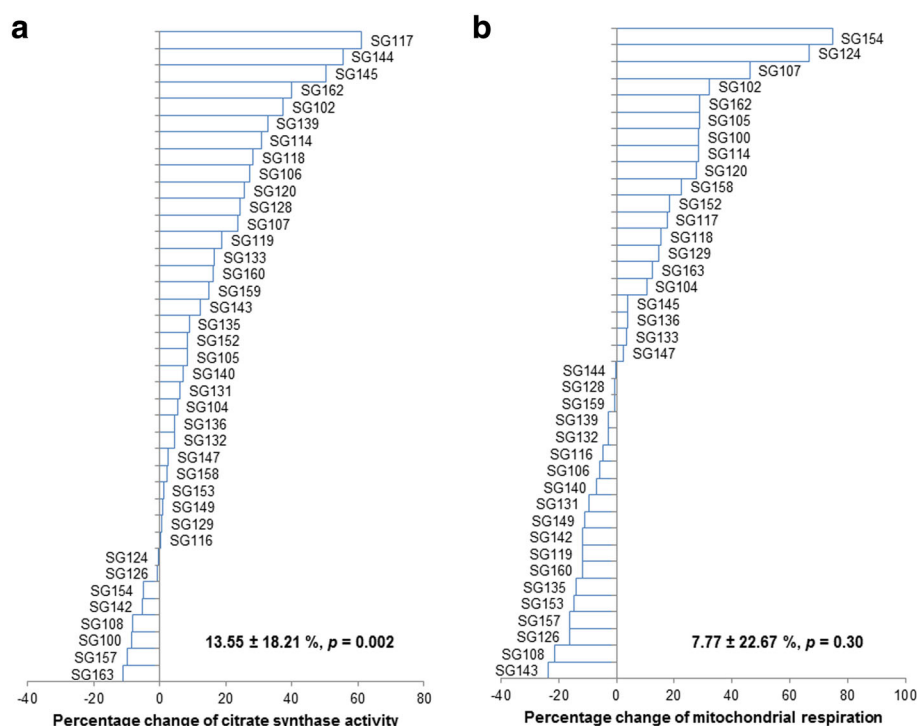 a
SG117
SG144
SG145
SG162
SG102
SG139
SG114
SG118
SG106
SG120
SG128
SG107
SG119
SG133
SG160
SG159
SG143
SG135
SG152
SG105
SG140
SG131
SG104
SG136
SG132
SG147
SG158
SG153
SG149
SG129
SG116
SG124
SG126
SG154
SG142
SG108
SG100
SG157
SG163
13.55 ± 18.21 %, p = 0.002
-40 -20 0 20 40 60 80
Percentage change of citrate synthase activity
b
SG154
SG124
SG107
SG102
SG162
SG105
SG100
SG114
SG120
SG158
SG152
SG117
SG118
SG129
SG163
SG104
SG145
SG136
SG133
SG147
SG144
SG128
SG159
SG139
SG132
SG116
SG106
SG140
SG131
SG149
SG142
SG119
SG160
SG135
SG153
SG157
SG126
SG108
SG143
7.77 ± 22.67 %, p = 0.30
-40 -20 0 20 40 60 80 100
Percentage change of mitochondrial respiration